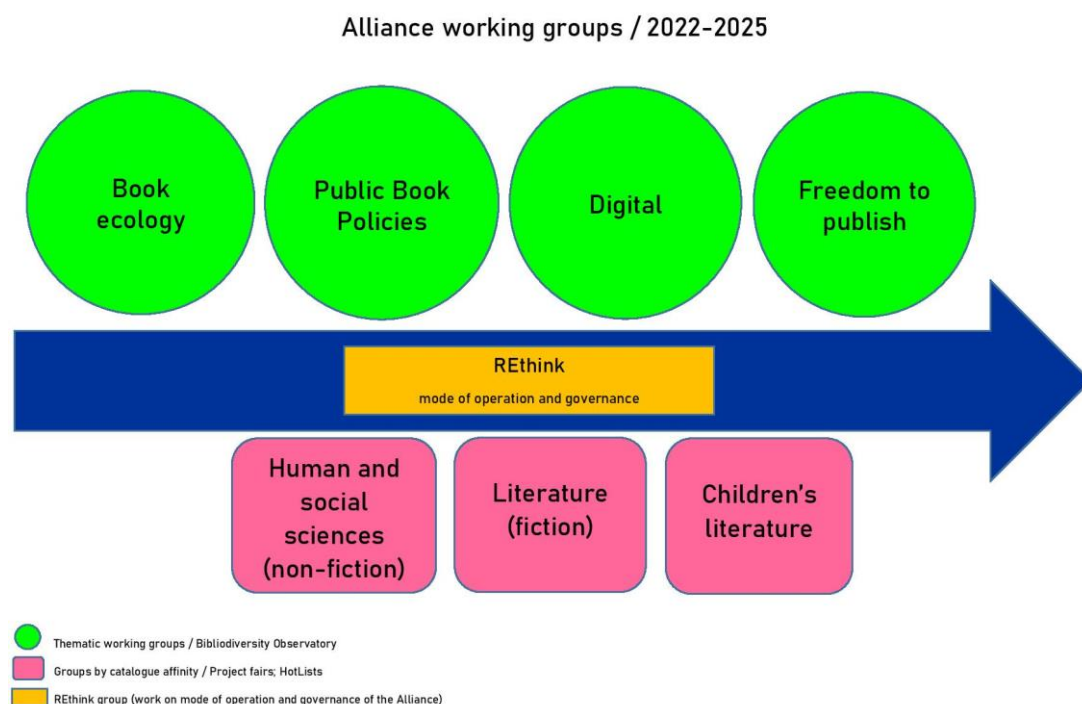 Alliance working groups / 2022-2025
Book
ecology
Public Book
Policies
Digital
Freedom to
publish
REthink
mode of operation and governance
Human and
social
sciences
(non-fiction)
Literature
(fiction)
Children's
literature
Thematic working groups / Bibliodiversity Observatory
Groups by catalogue affinity / Project fairs; HotLists
REthink group (work on mode of operation and governance of the Alliance)